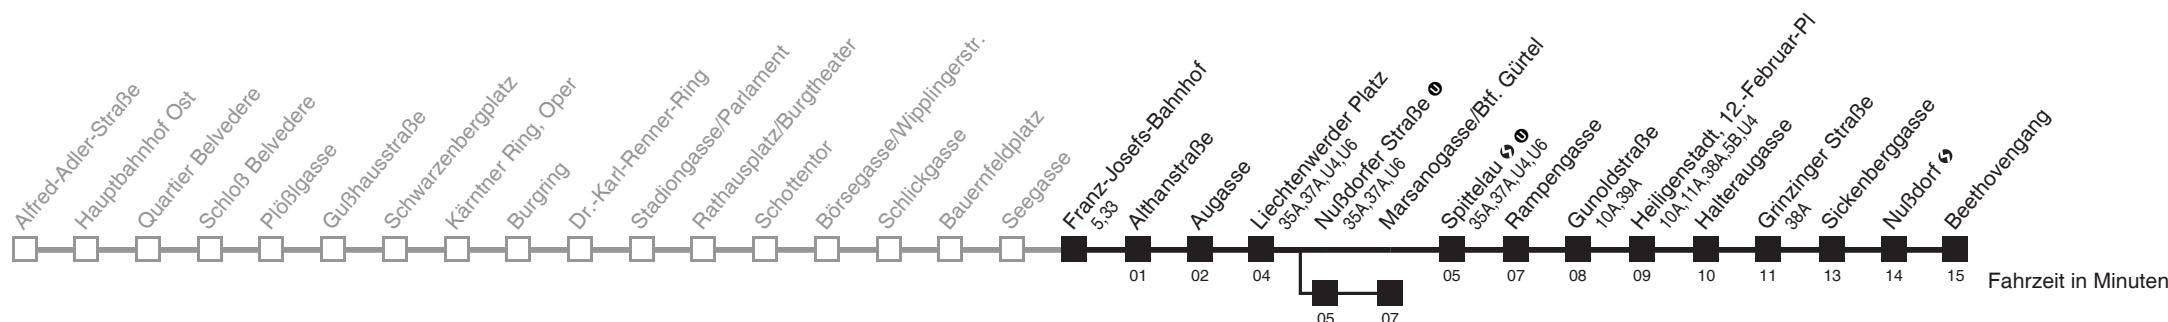 Alfred-Adler-Straße
Hauptbahnhof Ost
Quartier Belvedere
Schloß Belvedere
Plößlgasse
Gußhausstraße
Schwarzenbergplatz
Kärntner Ring, Oper
Burgring
Dr.-Karl-Renner-Ring
Stadiongasse/Parlament
Rathausplatz/Burgtheater
Schottentor
Börsegasse/Wipplingerstr.
Schlickgasse
Bauernfeldplatz
Seegasse
Franz-Josefs-Bahnhof
5,33
Althanstraße
Augasse
Liechtenwerder Platz
35A,37A,U4,U6
Nußdorfer Straße U
35A,37A,U6
Marsanogasse/Btf. Gürtel
Spittelau S U
35A,37A,U4,U6
Rampengasse
Gunoldstraße
10A,39A
Heiligenstadt, 12.-Februar-Pl
10A,11A,38A,5B,U4
Halteraugasse
Grinzinger Straße
38A
Sickenberggasse
Nußdorf S
Beethovengang
01 02 04 05 07 08 09 10 11 13 14 15
Fahrzeit in Minuten
05 07